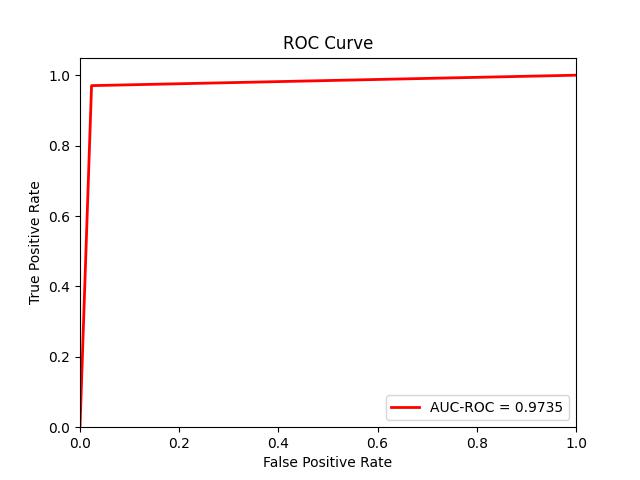 ROC Curve
1.0
0.8
0.6
0.4
0.2
0.0
True Positive Rate
AUC-ROC = 0.9735
0.0 0.2 0.4 0.6 0.8 1.0
False Positive Rate